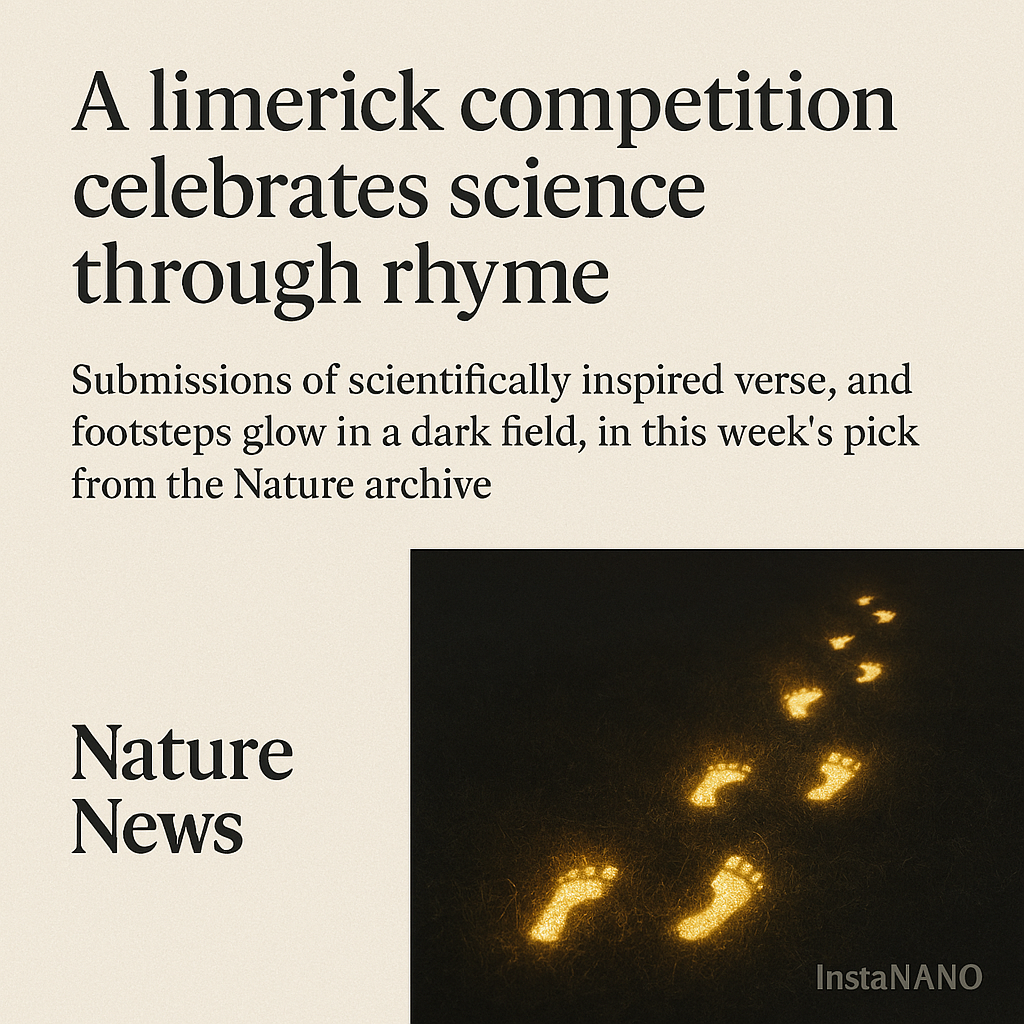 A limerick competition
celebrates science
through rhyme
Submissions of scientifically inspired verse, and
footsteps glow in a dark field, in this week's pick
from the Nature archive
Nature
News
InstaNANO